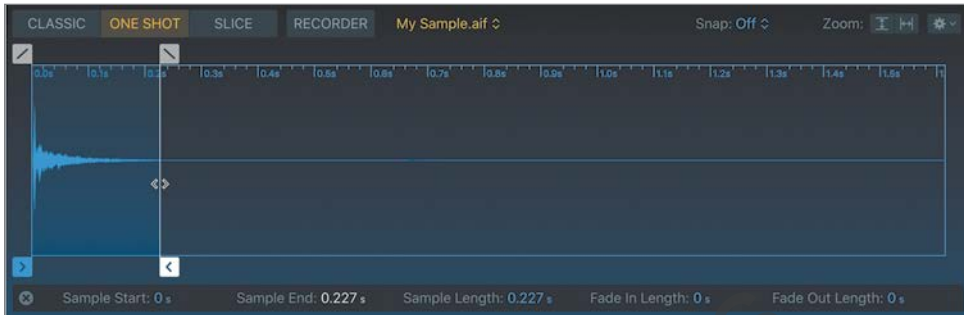 CLASSIC ONE SHOT SLICE RECORDER My Sample.aif Snap: Off Zoom:
0.0s 0.1s 0.2s 0.3s 0.4s 0.5s 0.6s 0.7s 0.8s 0.9s 1.0s 1.1s 1.2s 1.3s 1.4s 1.5s 1
Sample Start: 0 s Sample End: 0.227 s Sample Length: 0.227 s Fade In Length: 0 s Fade Out Length: 0 s